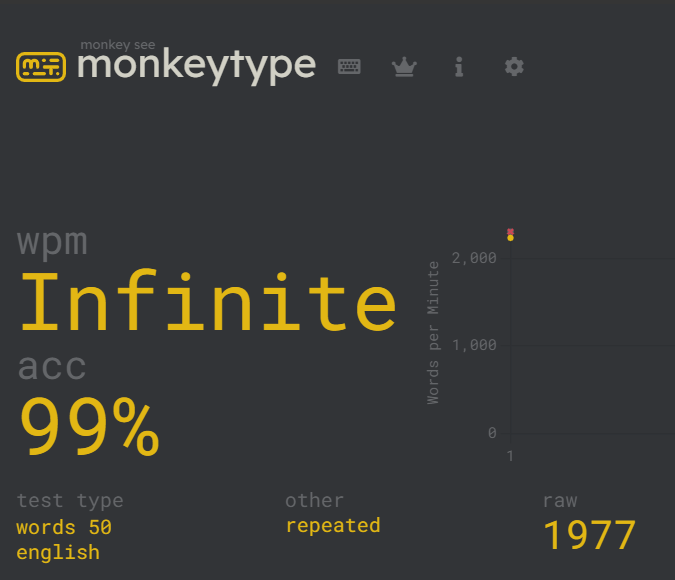 monkey see
monkeytype
wpm
Infinite
acc
99%
Words per Minute
2,000
1,000
0
1
test type
words 50
english
other
repeated
raw
1977